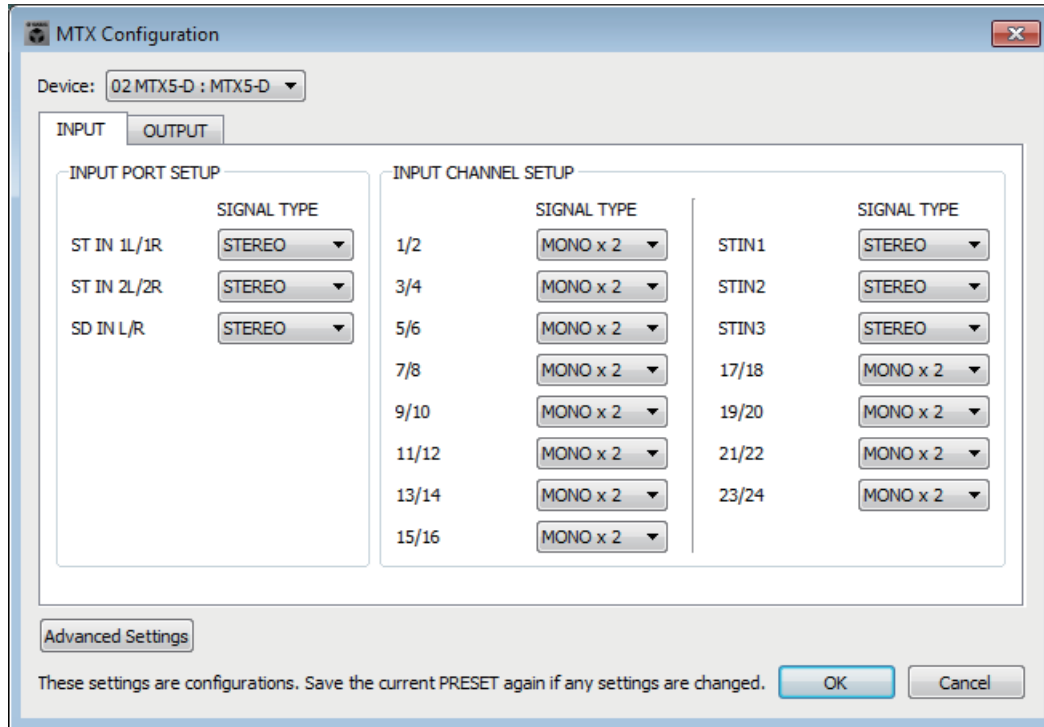 MTX Configuration
Device: 02 MTX5-D : MTX5-D
INPUT OUTPUT
INPUT PORT SETUP
SIGNAL TYPE
ST IN 1L/1R STEREO
ST IN 2L/2R STEREO
SD IN L/R STEREO
INPUT CHANNEL SETUP
SIGNAL TYPE
1/2 MONO x 2
3/4 MONO x 2
5/6 MONO x 2
7/8 MONO x 2
9/10 MONO x 2
11/12 MONO x 2
13/14 MONO x 2
15/16 MONO x 2
SIGNAL TYPE
STIN1 STEREO
STIN2 STEREO
STIN3 STEREO
17/18 MONO x 2
19/20 MONO x 2
21/22 MONO x 2
23/24 MONO x 2
Advanced Settings
These settings are configurations. Save the current PRESET again if any settings are changed. OK Cancel